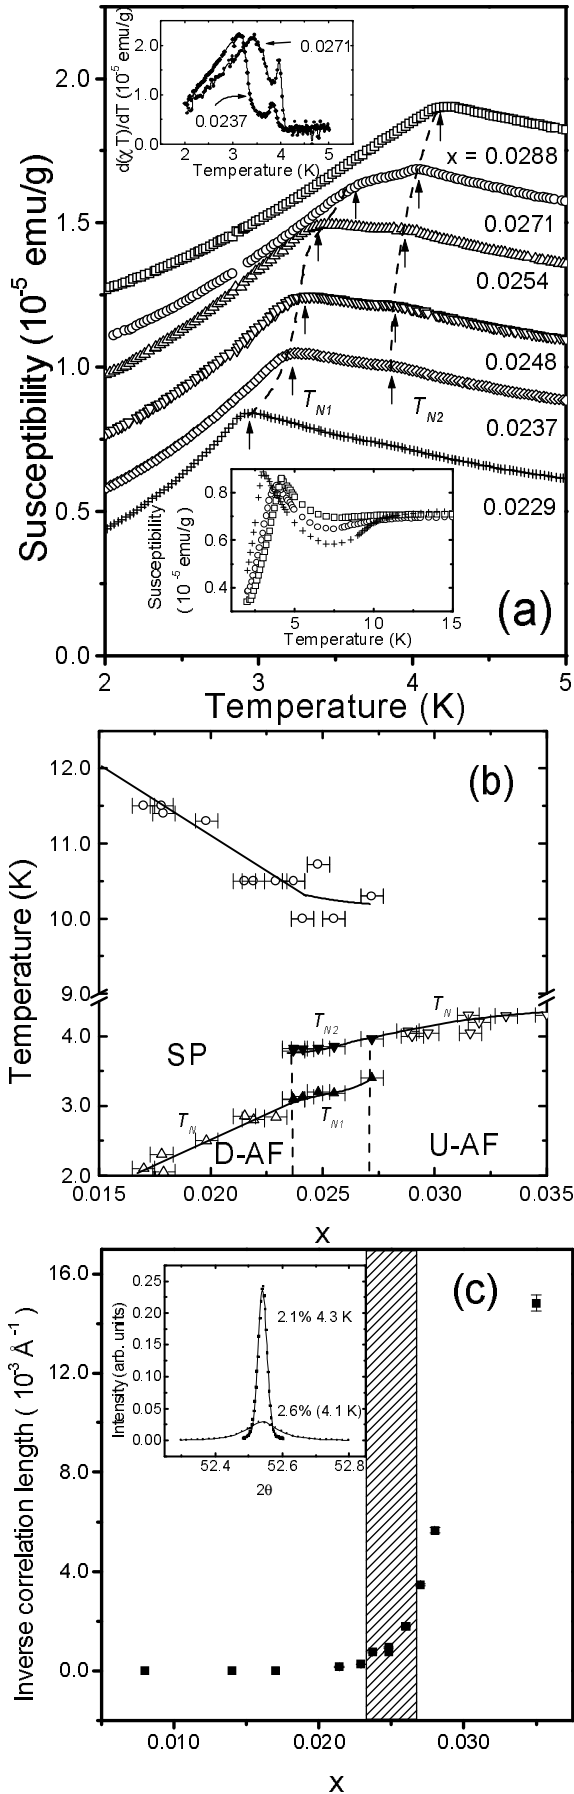 Susceptibility (10⁻⁵ emu/g)
2.0
1.5
1.0
0.5
0.0
d(χ T)/dT (10⁻⁵ emu/g)
2.0
1.0
0.0
0.0271
0.0237
2 3 4 5
Temperature (K)
x = 0.0288
0.0271
0.0254
0.0248
0.0237
0.0229
T_N1
T_N2
Susceptibility
( 10⁻⁵ emu/g )
0.8
0.6
0.4
5 10 15
Temperature (K)
(a)
2 3 4 5
Temperature (K)
(b)
Temperature (K)
12.0
11.0
10.0
9.0
4.0
3.0
2.0
SP
T_N
D-AF
T_N2
T_N1
T_N
U-AF
0.015 0.020 0.025 0.030 0.035
x
(c)
Inverse correlation length ( 10⁻³ Å⁻¹ )
16.0
12.0
8.0
4.0
0.0
Intensity (arb. units)
0.25
0.20
0.15
0.10
0.05
0.00
2.1% 4.3 K
2.6% (4.1 K)
52.4 52.6 52.8
2θ
0.010 0.020 0.030
x